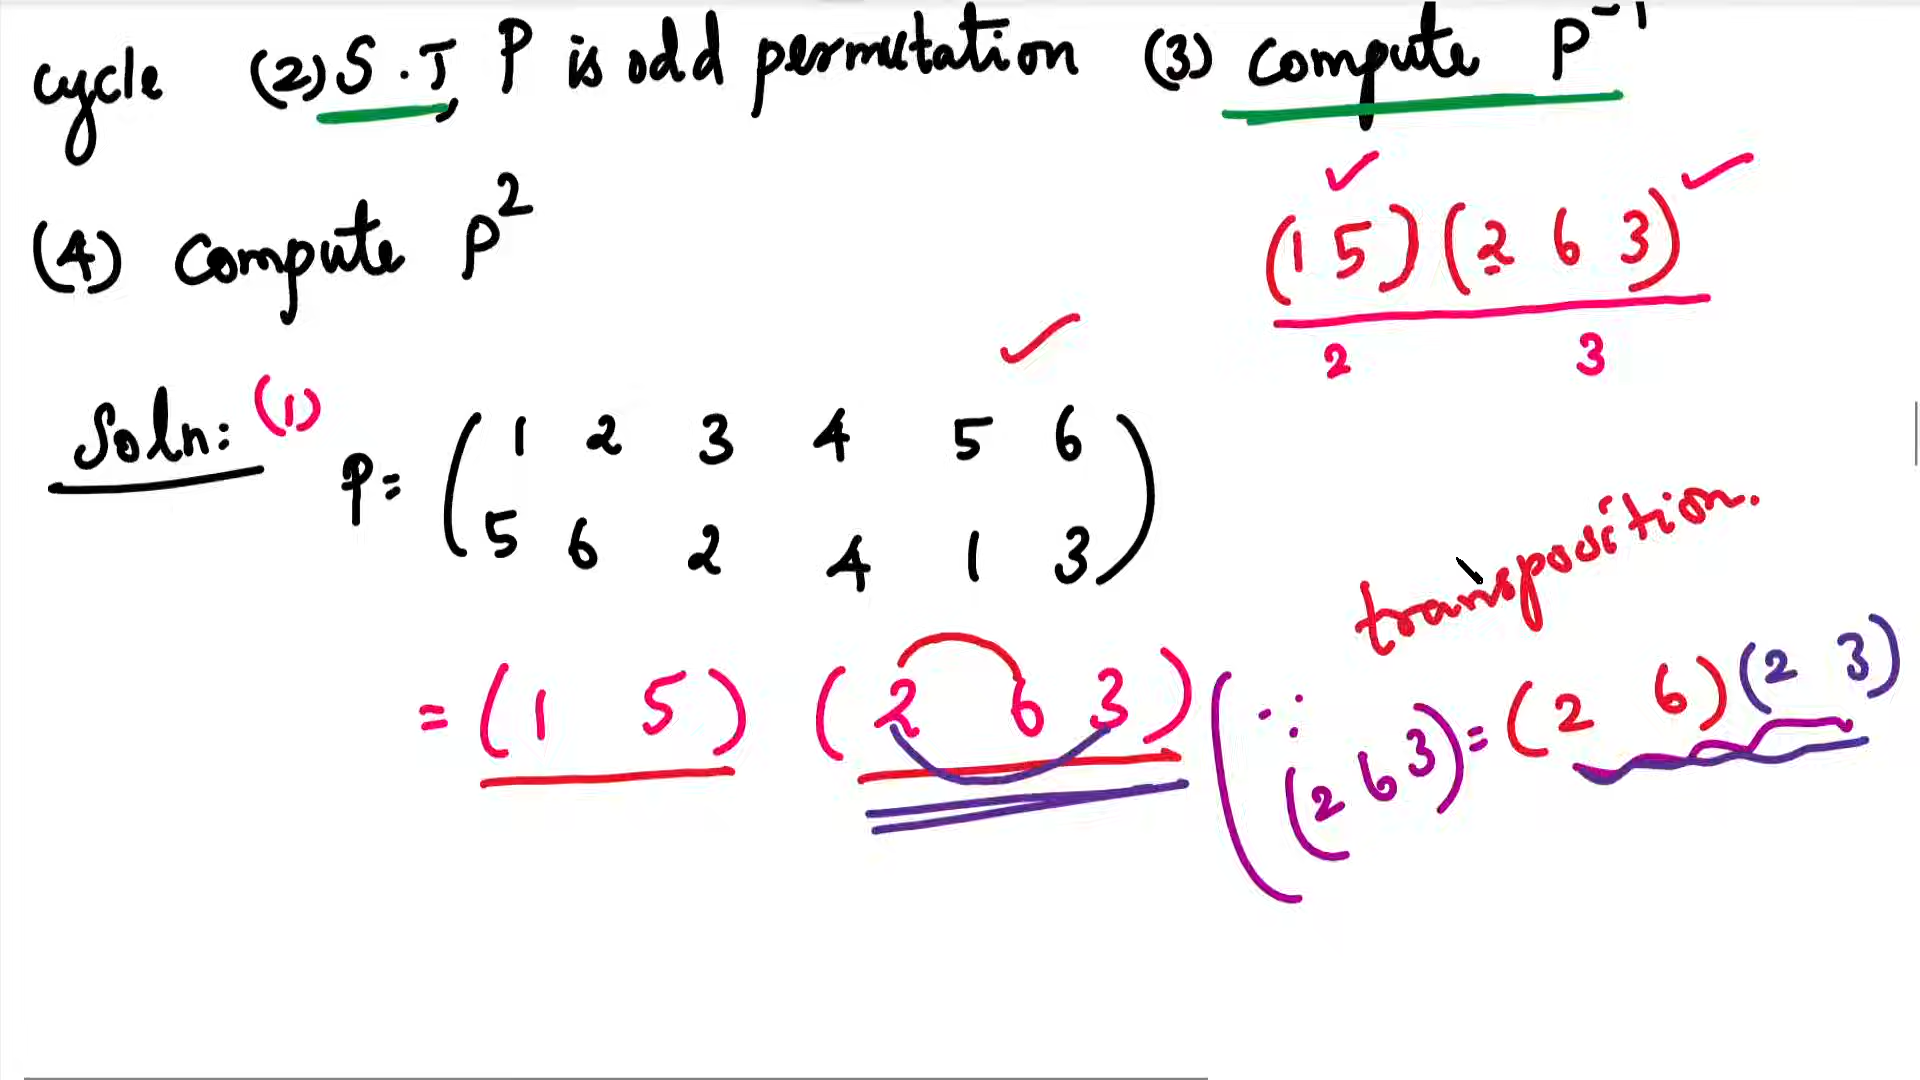 cycle (2) S.T, P is odd permutation (3) compute P⁻¹
(4) compute P²
(1 5) (2 6 3)
2 3
Soln: (1)
P = ( 1 2 3 4 5 6
5 6 2 4 1 3 )
transposition.
= (1 5) (2 6 3) ( ∵ (2 6 3) = (2 6) (2 3)